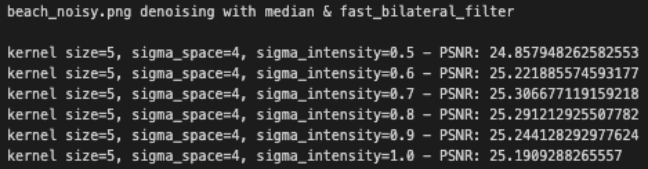 beach_noisy.png denoising with median & fast_bilateral_filter
kernel size=5, sigma_space=4, sigma_intensity=0.5 – PSNR: 24.857948262582553
kernel size=5, sigma_space=4, sigma_intensity=0.6 – PSNR: 25.221885574593177
kernel size=5, sigma_space=4, sigma_intensity=0.7 – PSNR: 25.306677119159218
kernel size=5, sigma_space=4, sigma_intensity=0.8 – PSNR: 25.291212925507782
kernel size=5, sigma_space=4, sigma_intensity=0.9 – PSNR: 25.244128292977624
kernel size=5, sigma_space=4, sigma_intensity=1.0 – PSNR: 25.1909288265557